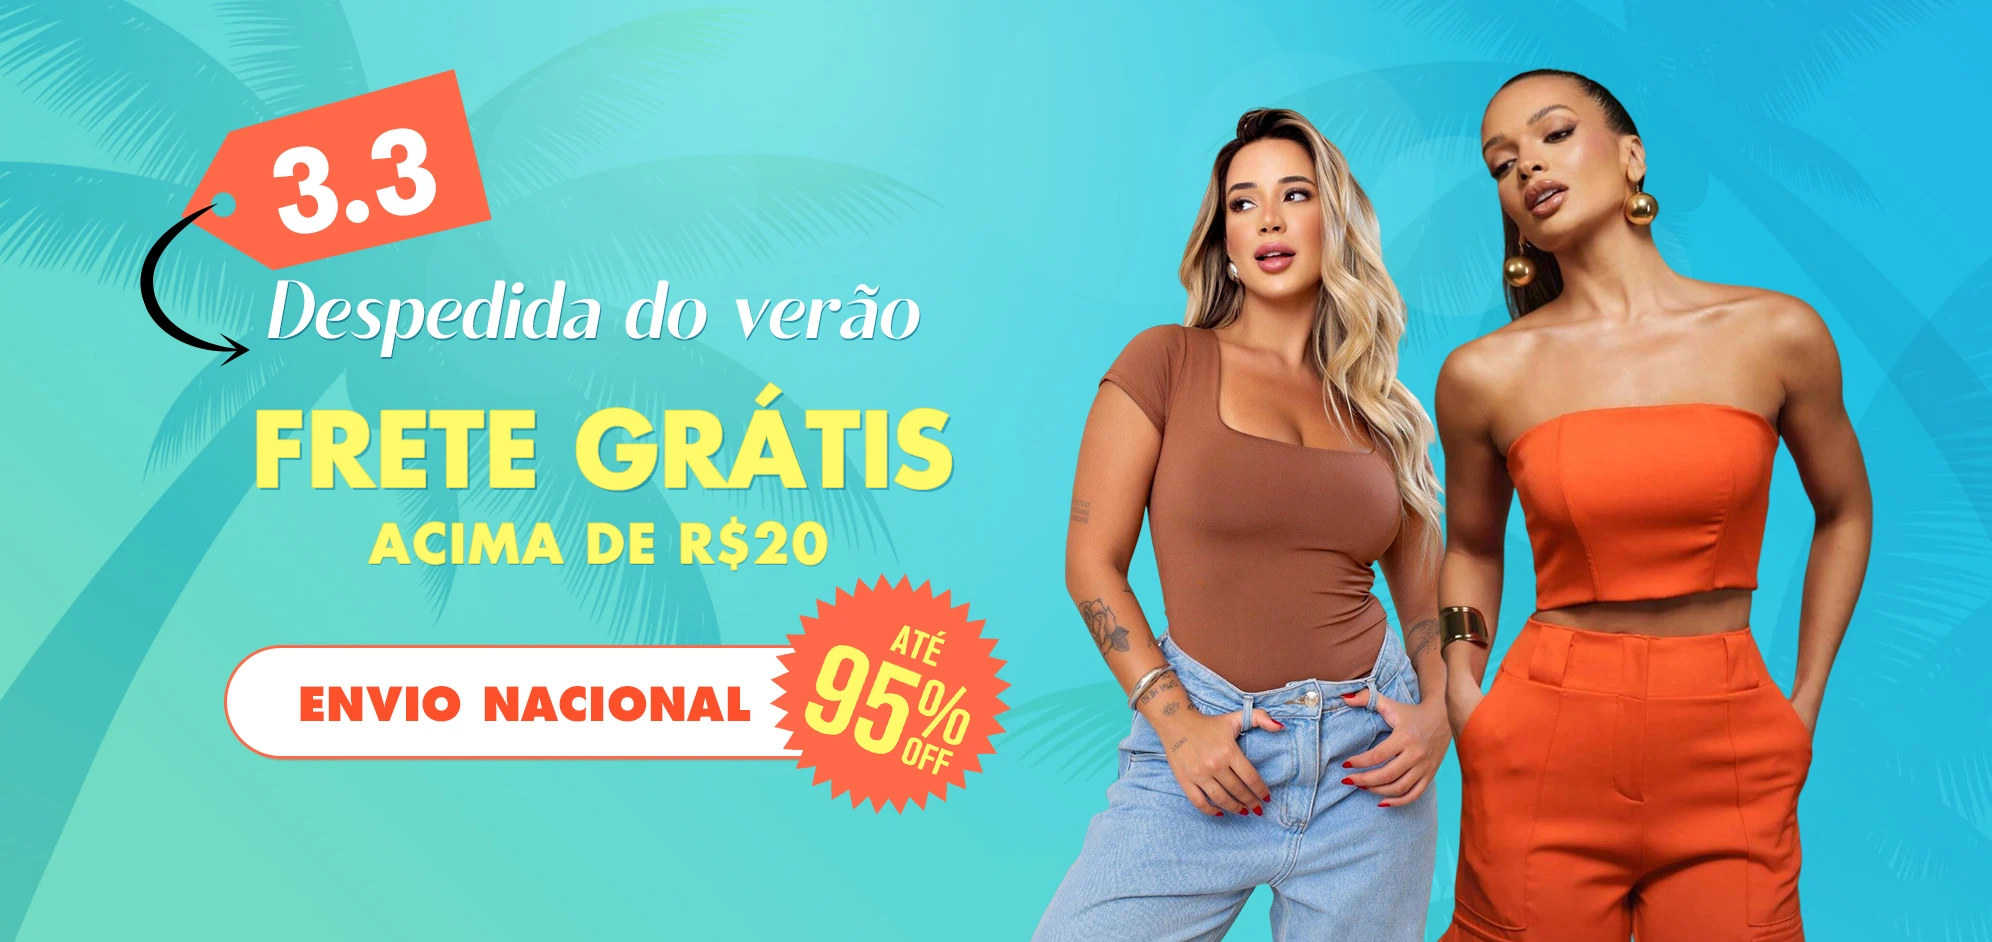 3.3
Despedida do verão
FRETE GRÁTIS
ACIMA DE R$20
ENVIO NACIONAL
ATÉ
95%
OFF